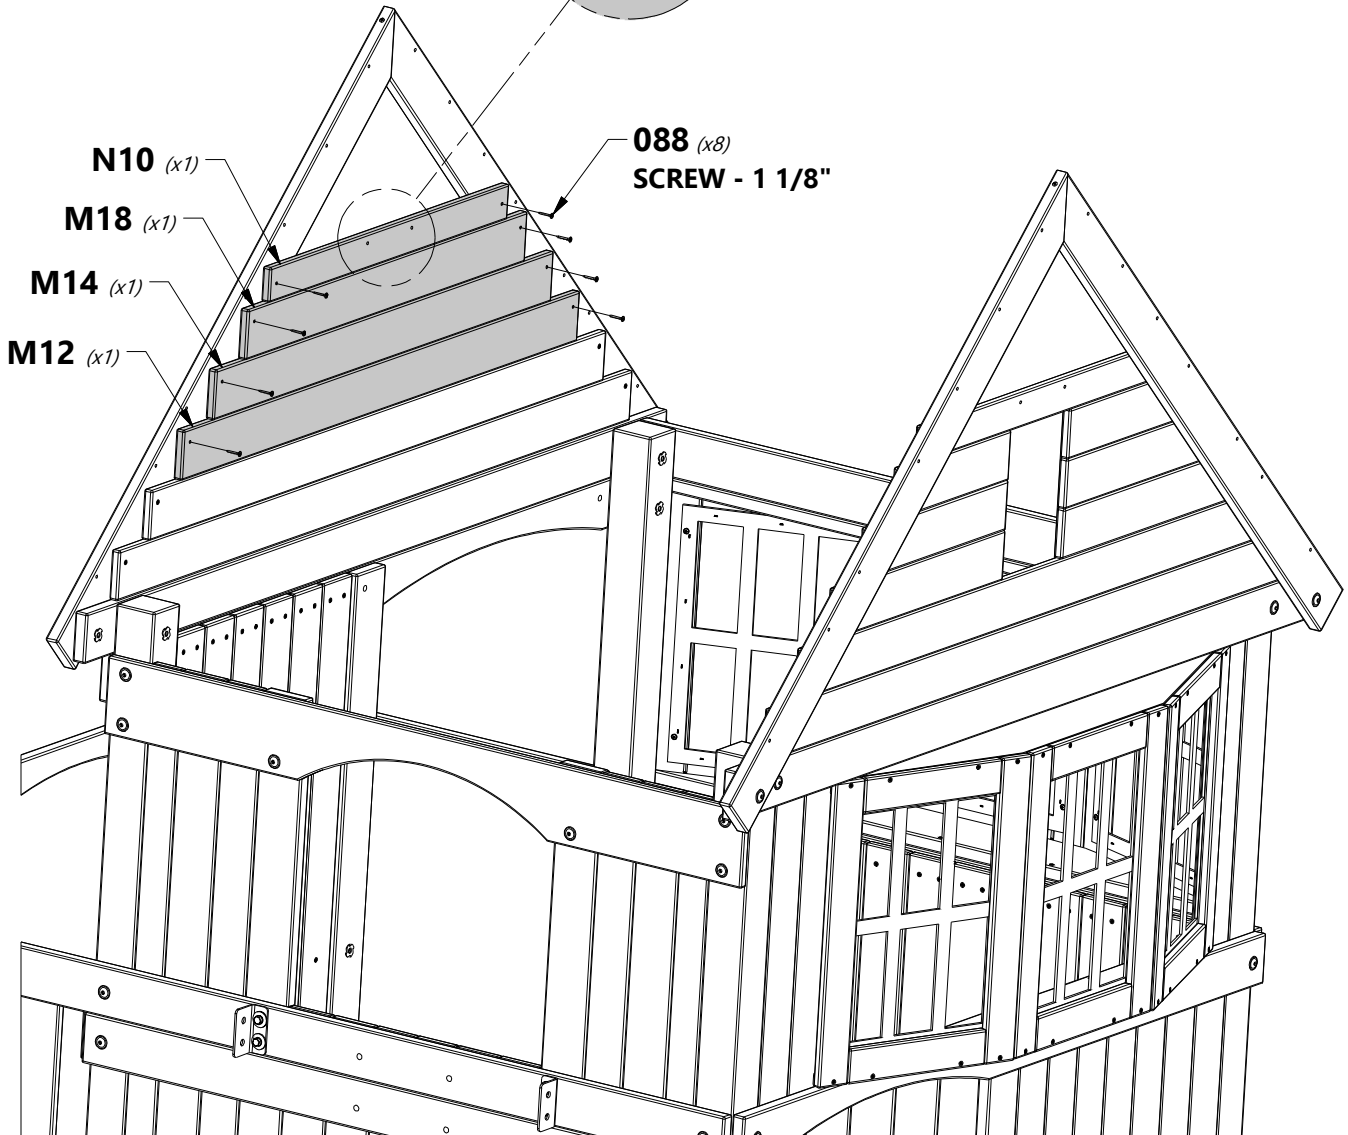 N10 (x1)
088 (x8)
SCREW - 1 1/8"
M18 (x1)
M14 (x1)
M12 (x1)